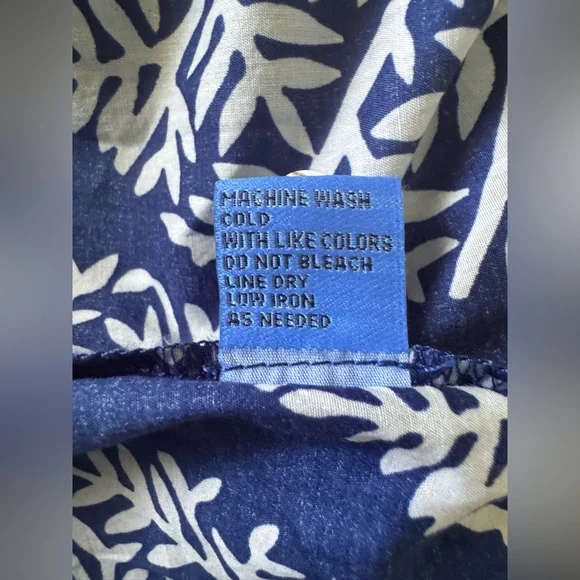 MACHINE WASH
COLD
WITH LIKE COLORS
DO NOT BLEACH
LINE DRY
LOW IRON
AS NEEDED